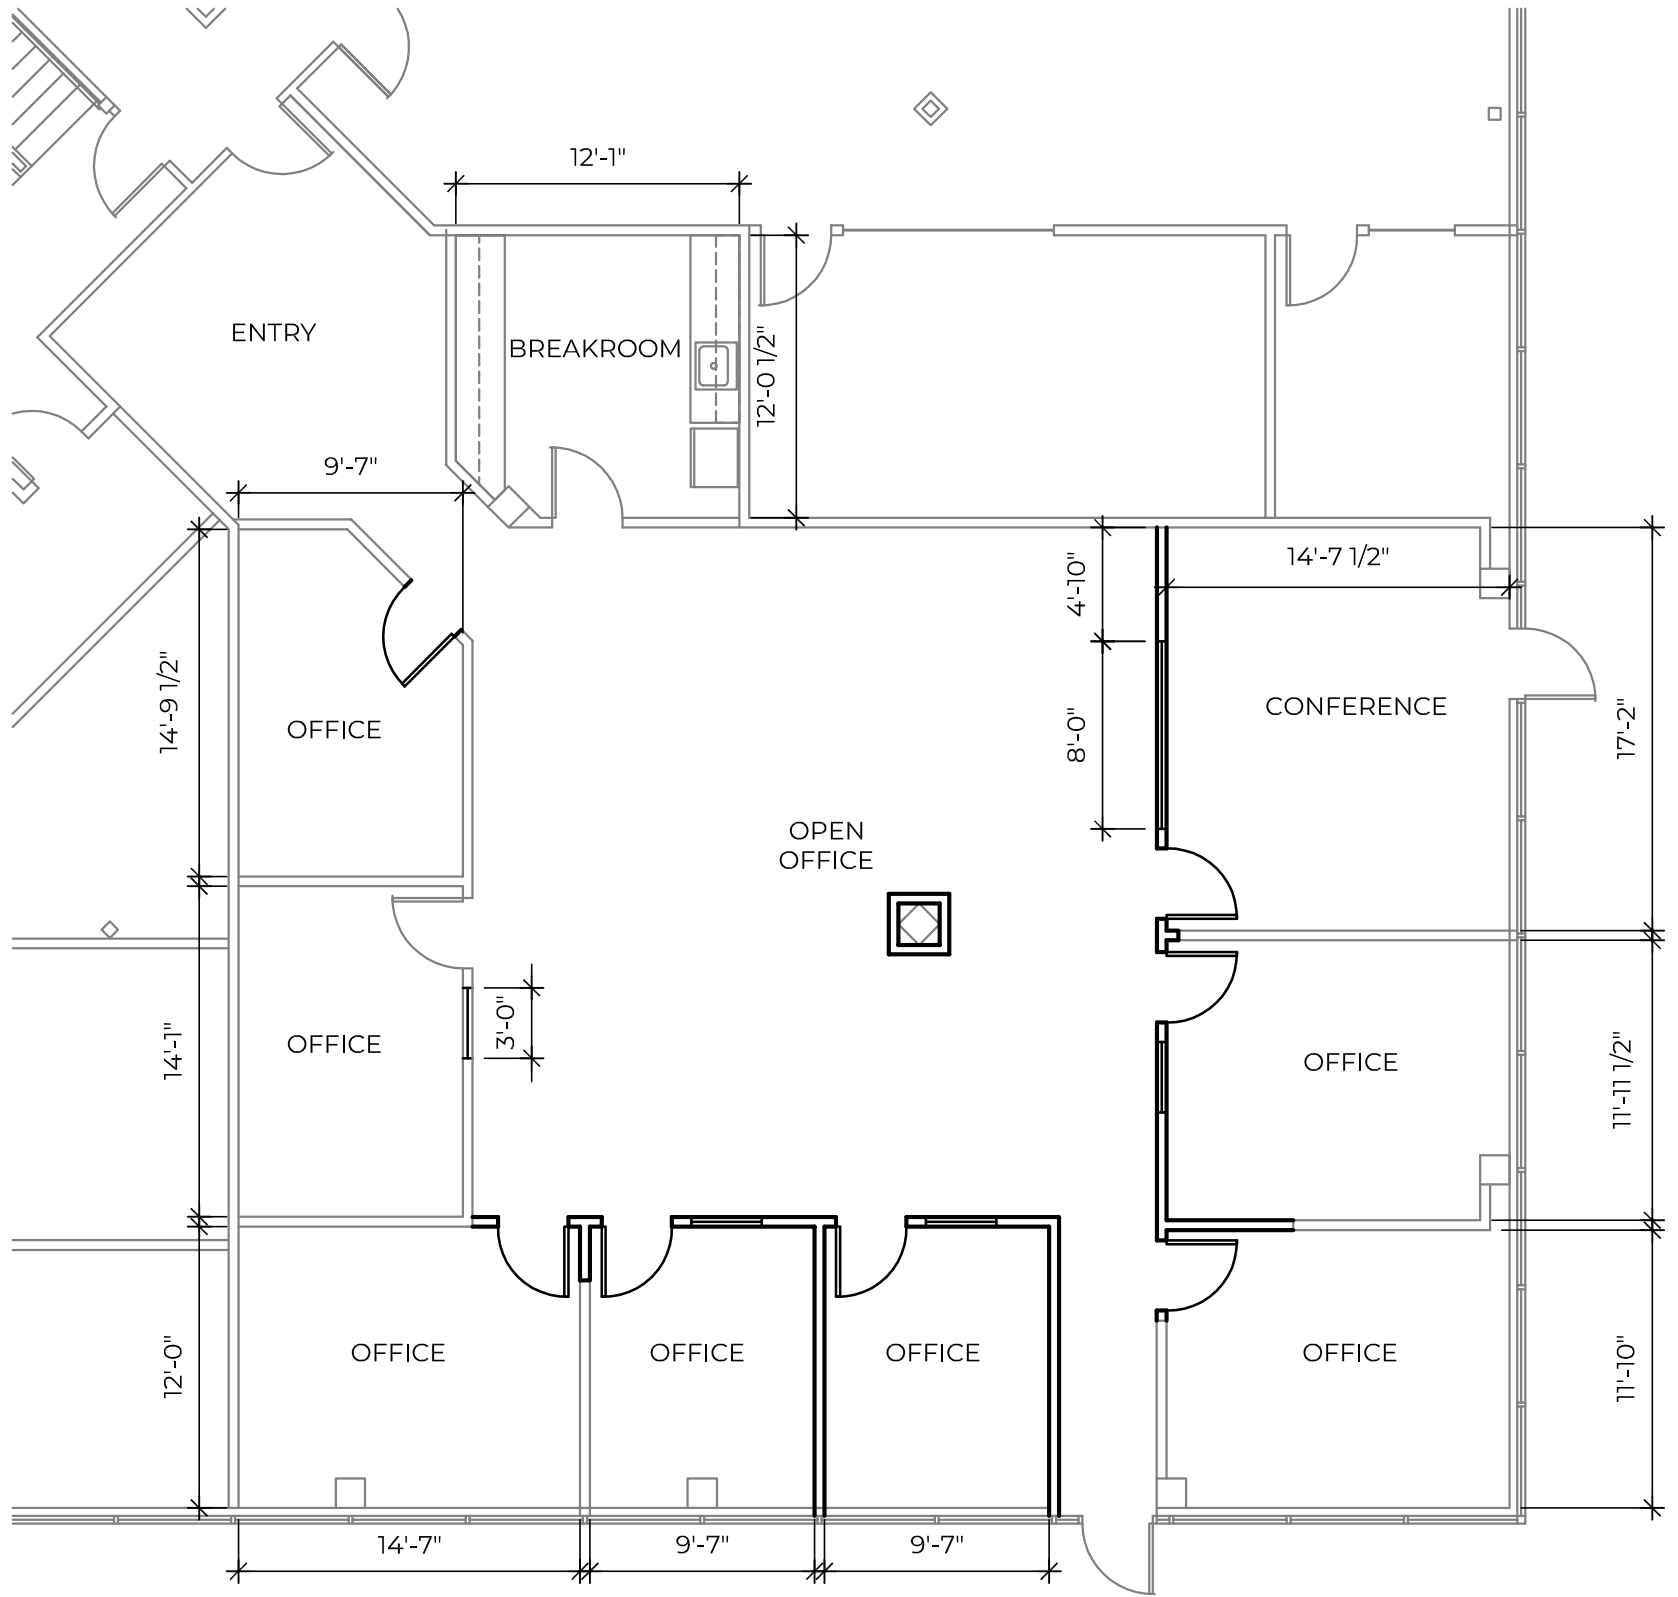 12'-1"
ENTRY
BREAKROOM
12'-0 1/2"
9'-7"
14'-7 1/2"
4'-10"
14'-9 1/2"
OFFICE
8'-0"
CONFERENCE
17'-2"
OPEN
OFFICE
14'-1"
OFFICE
3'-0"
OFFICE
11'-11 1/2"
12'-0"
OFFICE
OFFICE
OFFICE
OFFICE
11'-10"
14'-7"
9'-7"
9'-7"